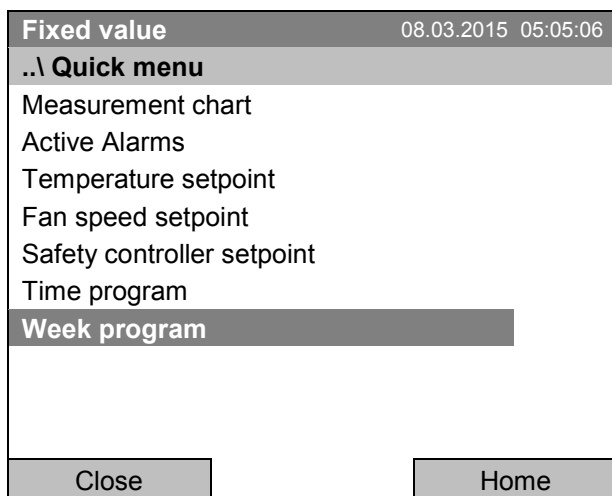 Fixed value 08.03.2015 05:05:06
..\ Quick menu
Measurement chart
Active Alarms
Temperature setpoint
Fan speed setpoint
Safety controller setpoint
Time program
Week program
Close Home